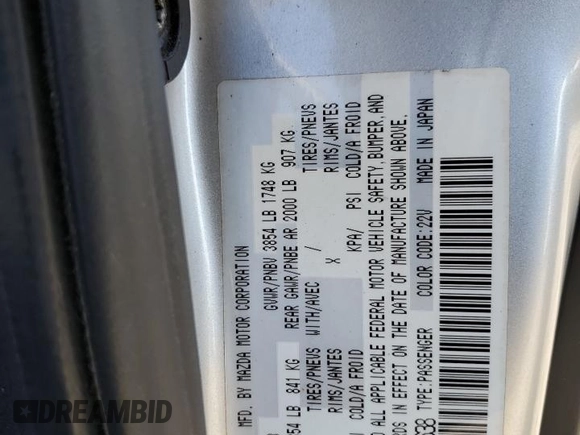 MFD. BY MAZDA MOTOR CORPORATION
GVWR/PNBV 3854 LB 1748 KG
54 LB 841 KG REAR GAWR/PNBE AR 2000 LB 907 KG
TIRES/PNEUS WITH/AVEC / TIRES/PNEUS
RIMS/JANTES X RIMS/JANTES
COLD/A FROID KPA/ PSI COLD/A FROID
ALL APPLICABLE FEDERAL MOTOR VEHICLE SAFETY, BUMPER, AND
DS IN EFFECT ON THE DATE OF MANUFACTURE SHOWN ABOVE.
638 TYPE:PASSENGER COLOR CODE:22V MADE IN JAPAN
DREAMBID